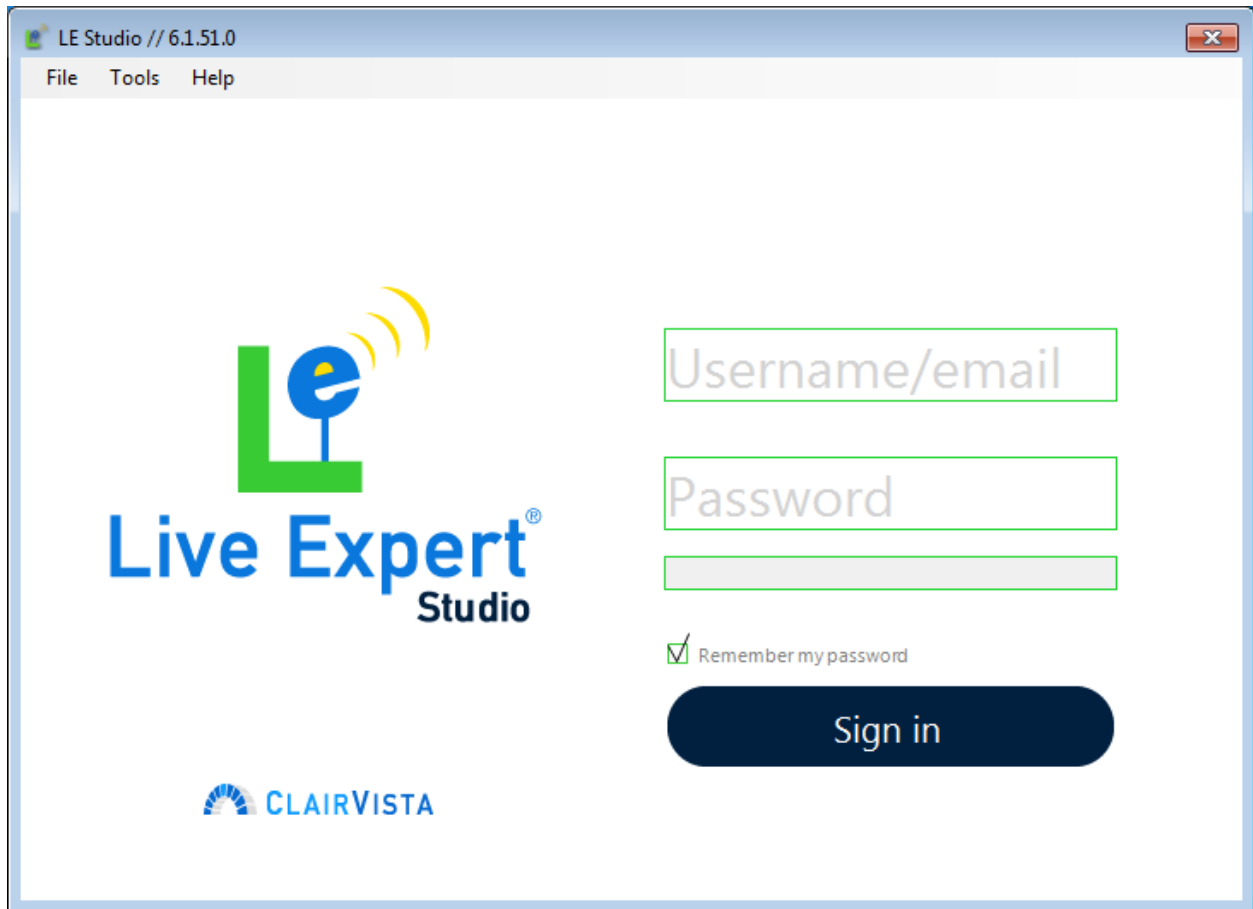 LE Studio // 6.1.51.0
File Tools Help
Username/email
Password
Remember my password
Sign in
Le
Live Expert®
Studio
CLAIRVISTA